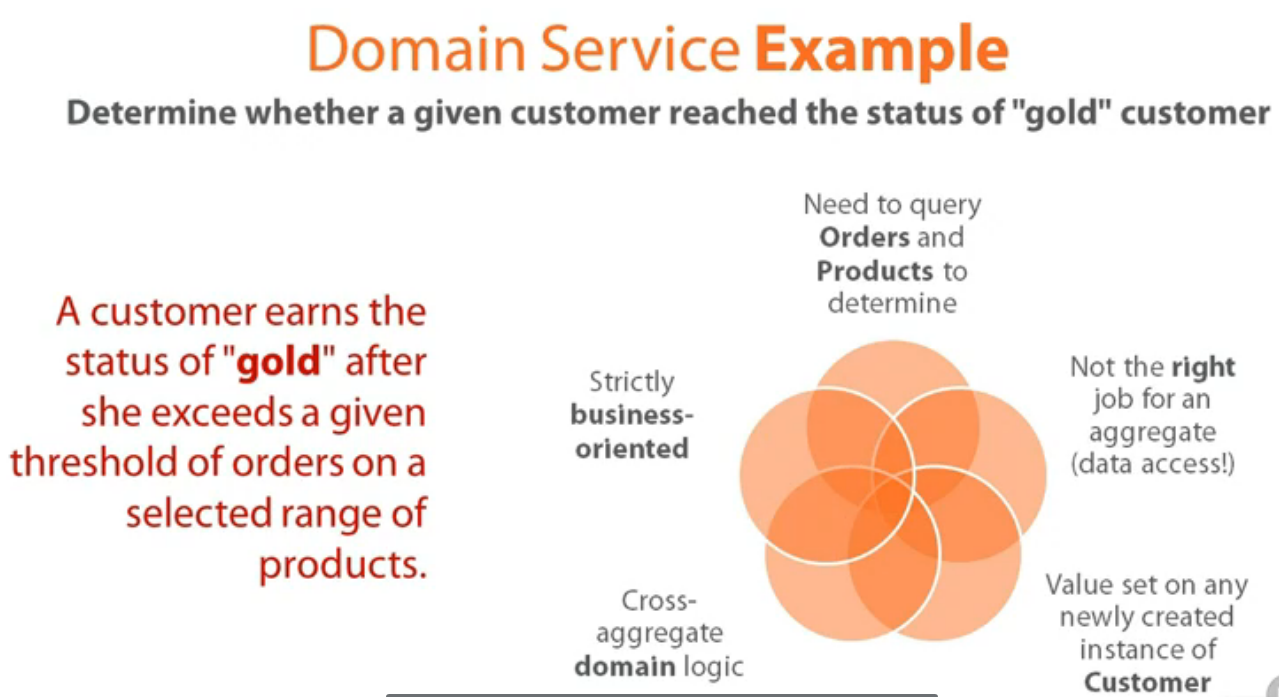 Domain Service Example
Determine whether a given customer reached the status of "gold" customer
A customer earns the
status of "gold" after
she exceeds a given
threshold of orders on a
selected range of
products.
Need to query
Orders and
Products to
determine
Not the right
job for an
aggregate
(data access!)
Value set on any
newly created
instance of
Customer
Cross-
aggregate
domain logic
Strictly
business-
oriented